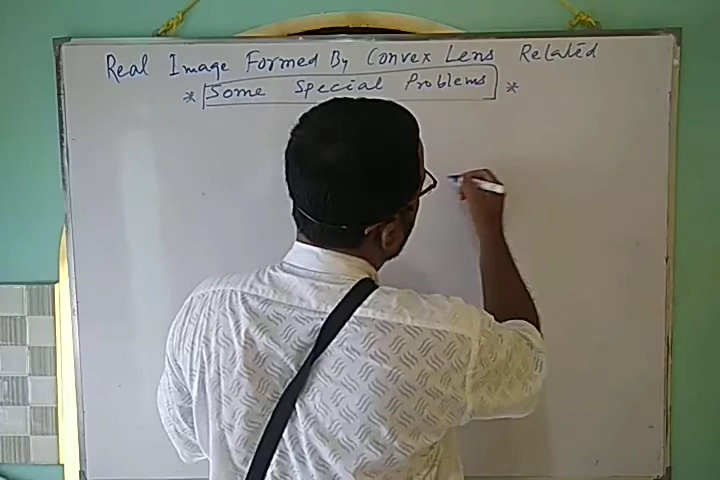 Real Image Formed By Convex Lens Related
* Some Special Problems *